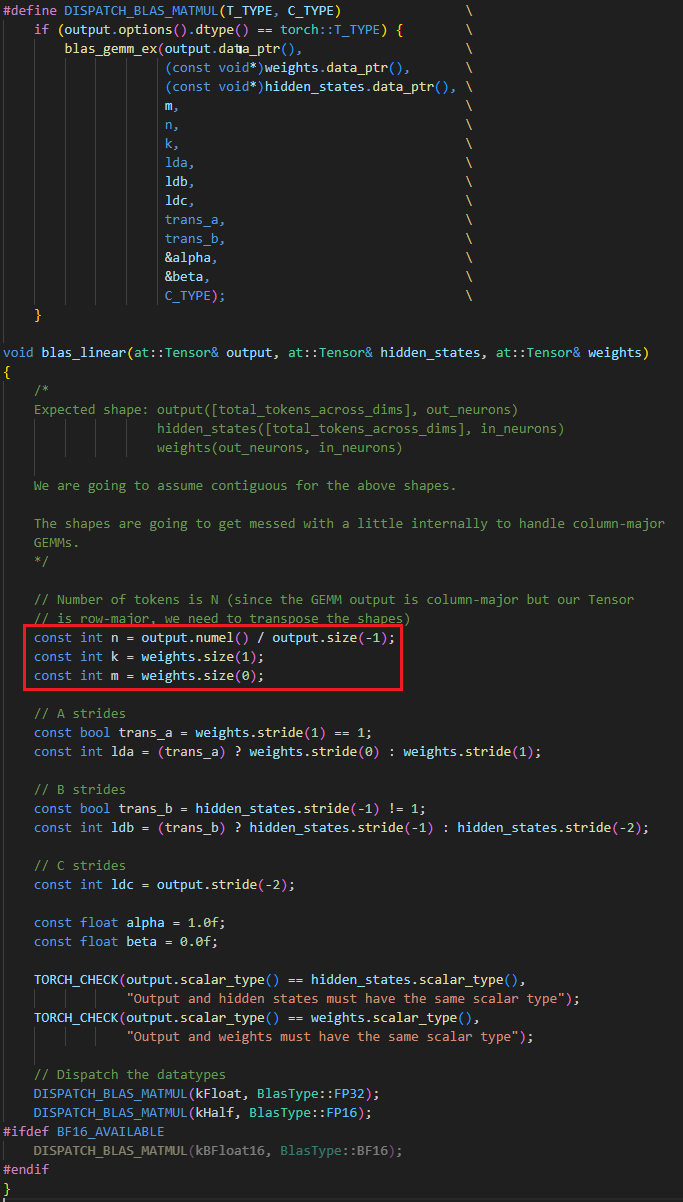 #define DISPATCH_BLAS_MATMUL(T_TYPE, C_TYPE) \
if (output.options().dtype() == torch::T_TYPE) { \
blas_gemm_ex(output.data_ptr(), \
(const void*)weights.data_ptr(), \
(const void*)hidden_states.data_ptr(), \
m, \
n, \
k, \
lda, \
ldb, \
ldc, \
trans_a, \
trans_b, \
&alpha, \
&beta, \
C_TYPE); \
}
void blas_linear(at::Tensor& output, at::Tensor& hidden_states, at::Tensor& weights)
{
/*
Expected shape: output([total_tokens_across_dims], out_neurons)
hidden_states([total_tokens_across_dims], in_neurons)
weights(out_neurons, in_neurons)
We are going to assume contiguous for the above shapes.
The shapes are going to get messed with a little internally to handle column-major
GEMMs.
*/
// Number of tokens is N (since the GEMM output is column-major but our Tensor
// is row-major, we need to transpose the shapes)
const int n = output.numel() / output.size(-1);
const int k = weights.size(1);
const int m = weights.size(0);
// A strides
const bool trans_a = weights.stride(1) == 1;
const int lda = (trans_a) ? weights.stride(0) : weights.stride(1);
// B strides
const bool trans_b = hidden_states.stride(-1) != 1;
const int ldb = (trans_b) ? hidden_states.stride(-1) : hidden_states.stride(-2);
// C strides
const int ldc = output.stride(-2);
const float alpha = 1.0f;
const float beta = 0.0f;
TORCH_CHECK(output.scalar_type() == hidden_states.scalar_type(),
"Output and hidden states must have the same scalar type");
TORCH_CHECK(output.scalar_type() == weights.scalar_type(),
"Output and weights must have the same scalar type");
// Dispatch the datatypes
DISPATCH_BLAS_MATMUL(kFloat, BlasType::FP32);
DISPATCH_BLAS_MATMUL(kHalf, BlasType::FP16);
#ifdef BF16_AVAILABLE
DISPATCH_BLAS_MATMUL(kBFloat16, BlasType::BF16);
#endif
}